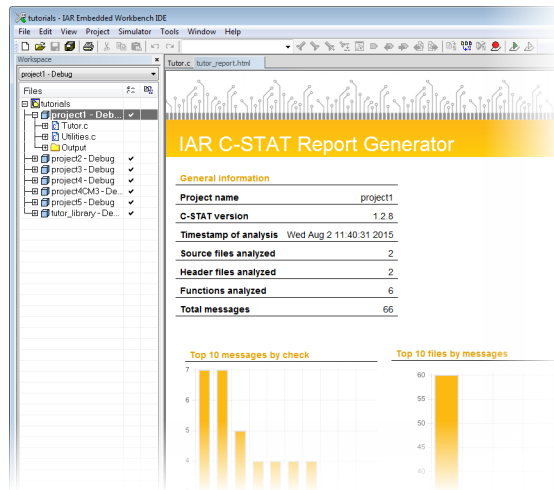 tutorials - IAR Embedded Workbench IDE
File Edit View Project Simulator Tools Window Help
Workspace
project1 - Debug
Files
tutorials
project1 - Deb...
Tutor.c
Utilities.c
Output
project2 - Debug
project3 - Debug
project4 - Debug
project4CM3 - De...
project5 - Debug
tutor_library - De...
Tutor.c tutor_report.html
IAR C-STAT Report Generator
General information
Project name project1
C-STAT version 1.2.8
Timestamp of analysis Wed Aug 2 11:40:31 2015
Source files analyzed 2
Header files analyzed 2
Functions analyzed 6
Total messages 66
Top 10 messages by check
7
6
5
4
Top 10 files by messages
60
55
50
45
40